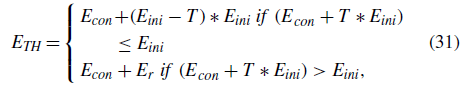 E_con+(E_ini – T) * E_ini if (E_con + T * E_ini)
E_TH = ≤ E_ini (31)
E_con + E_r if (E_con + T * E_ini) > E_ini,